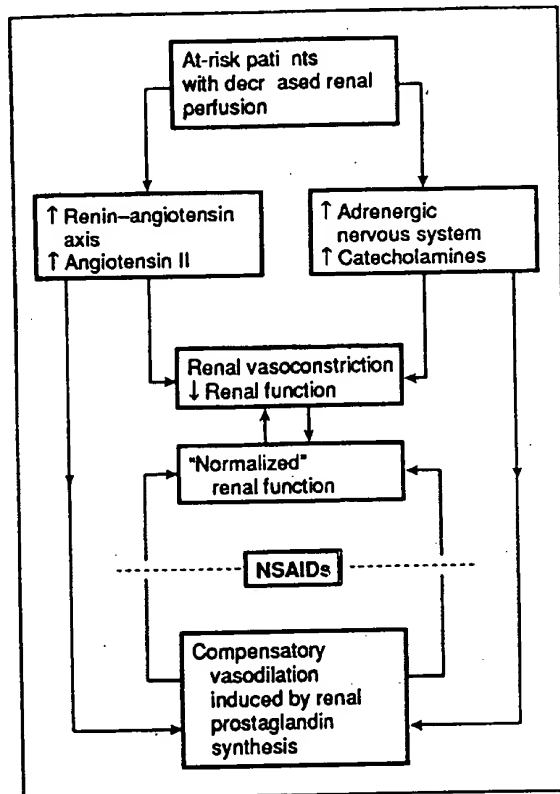 At-risk pati nts
with decr ased renal
perfusion
↑ Renin–angiotensin
axis
↑ Angiotensin II
↑ Adrenergic
nervous system
↑ Catecholamines
Renal vasoconstriction
↓ Renal function
"Normalized"
renal function
NSAIDs
Compensatory
vasodilation
induced by renal
prostaglandin
synthesis